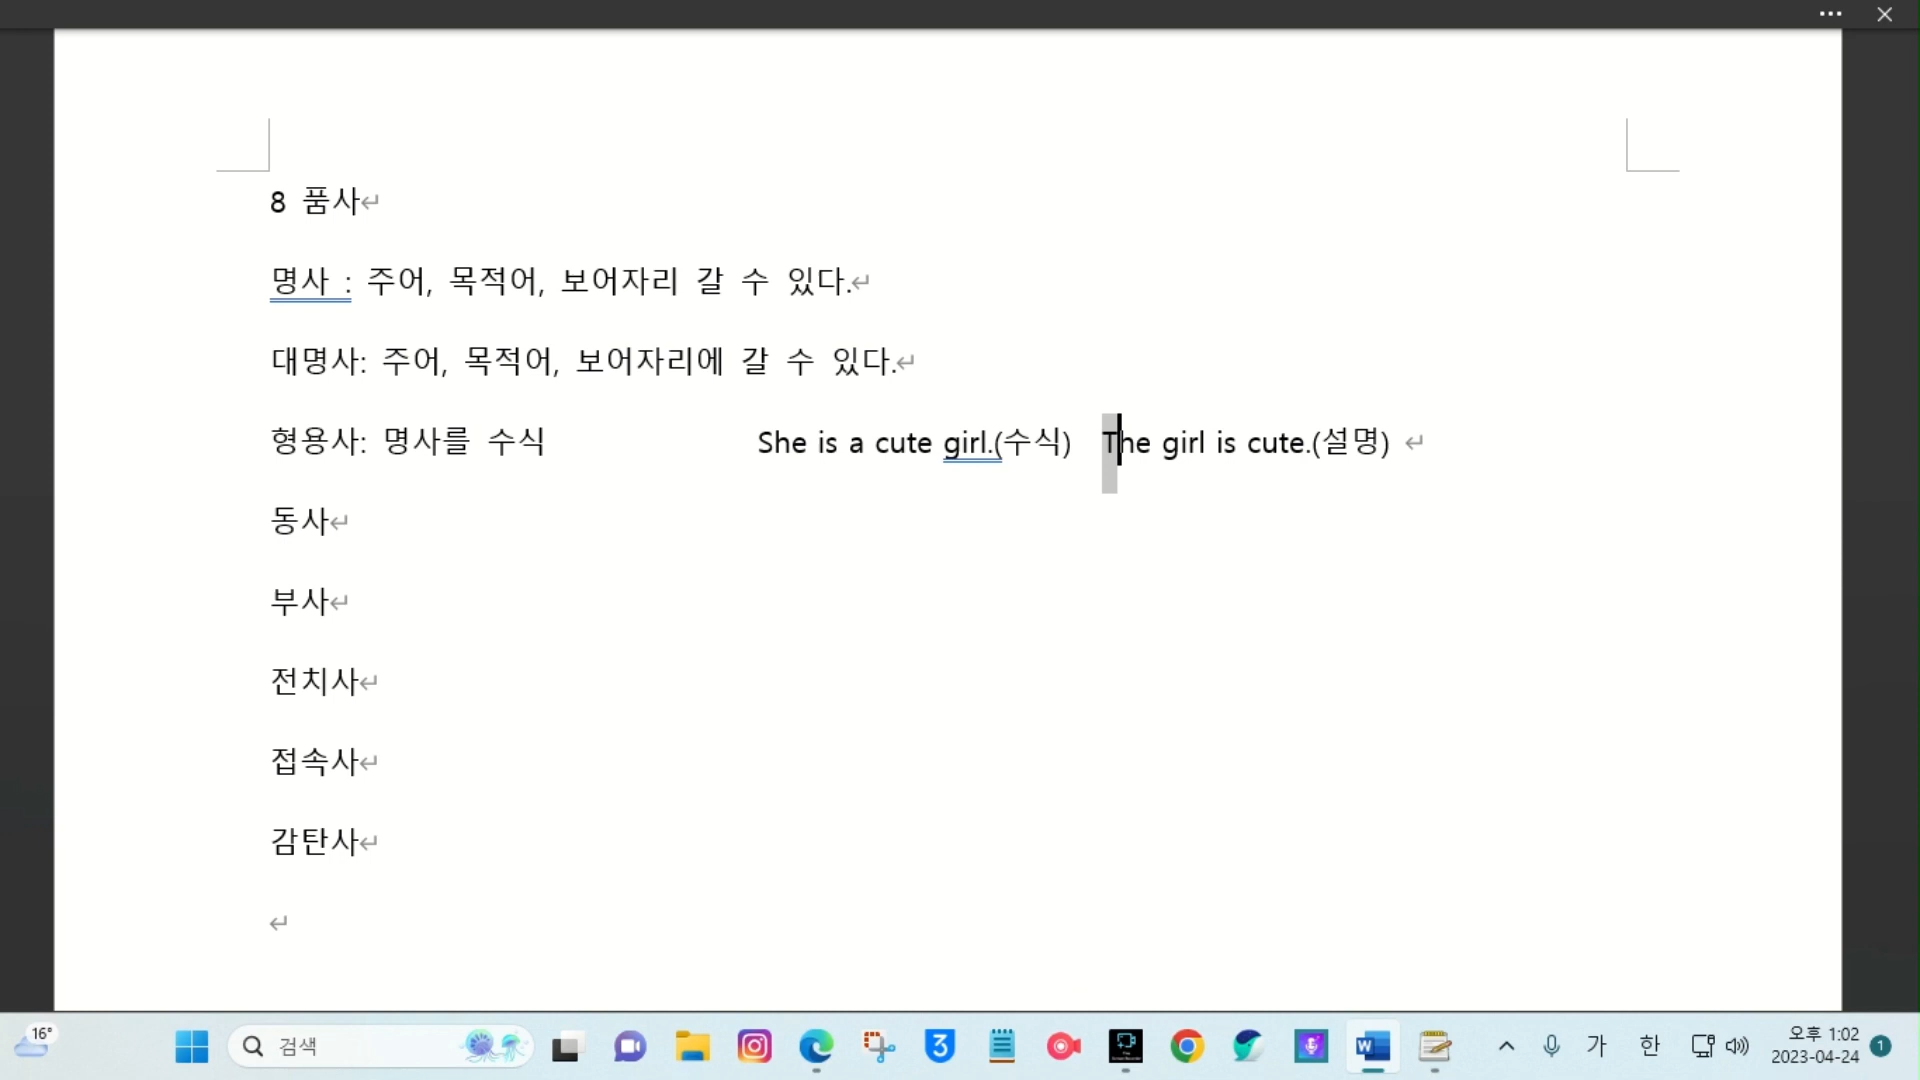 8 품사
명사 : 주어, 목적어, 보어자리 갈 수 있다.
대명사: 주어, 목적어, 보어자리에 갈 수 있다.
형용사: 명사를 수식 She is a cute girl.(수식) The girl is cute.(설명)
동사
부사
전치사
접속사
감탄사
16°
검색
3
W
가
한
오후 1:02
2023-04-24
1